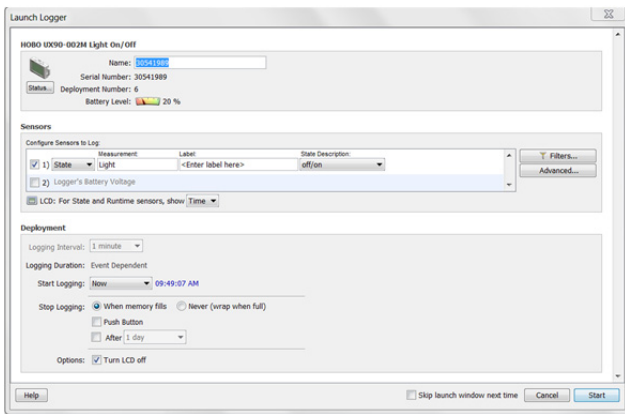 Launch Logger
HOBO UX90-002M Light On/Off
Name: 30541989
Serial Number: 30541989
Status... Deployment Number: 6
Battery Level: 20 %
Sensors
Configure Sensors to Log:
Measurement: Label: State Description:
1) State Light <Enter label here> off/on
Filters...
Advanced...
2) Logger's Battery Voltage
LCD: For State and Runtime sensors, show Time
Deployment
Logging Interval: 1 minute
Logging Duration: Event Dependent
Start Logging: Now 09:49:07 AM
Stop Logging: When memory fills Never (wrap when full)
Push Button
After 1 day
Options: Turn LCD off
Help Skip launch window next time Cancel Start